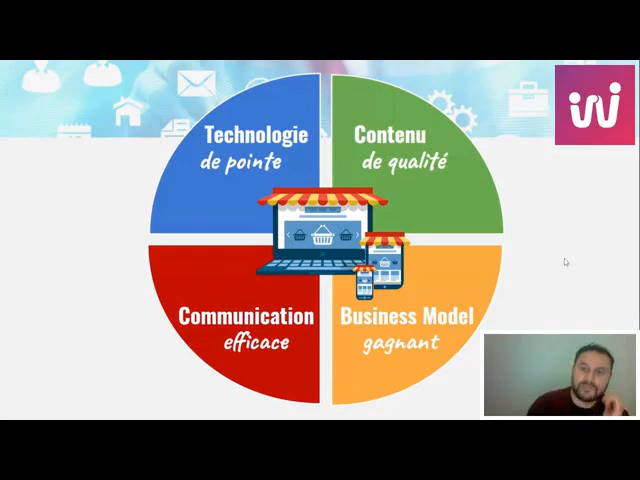 Technologie
de pointe
Contenu
de qualité
Communication
efficace
Business Model
gagnant